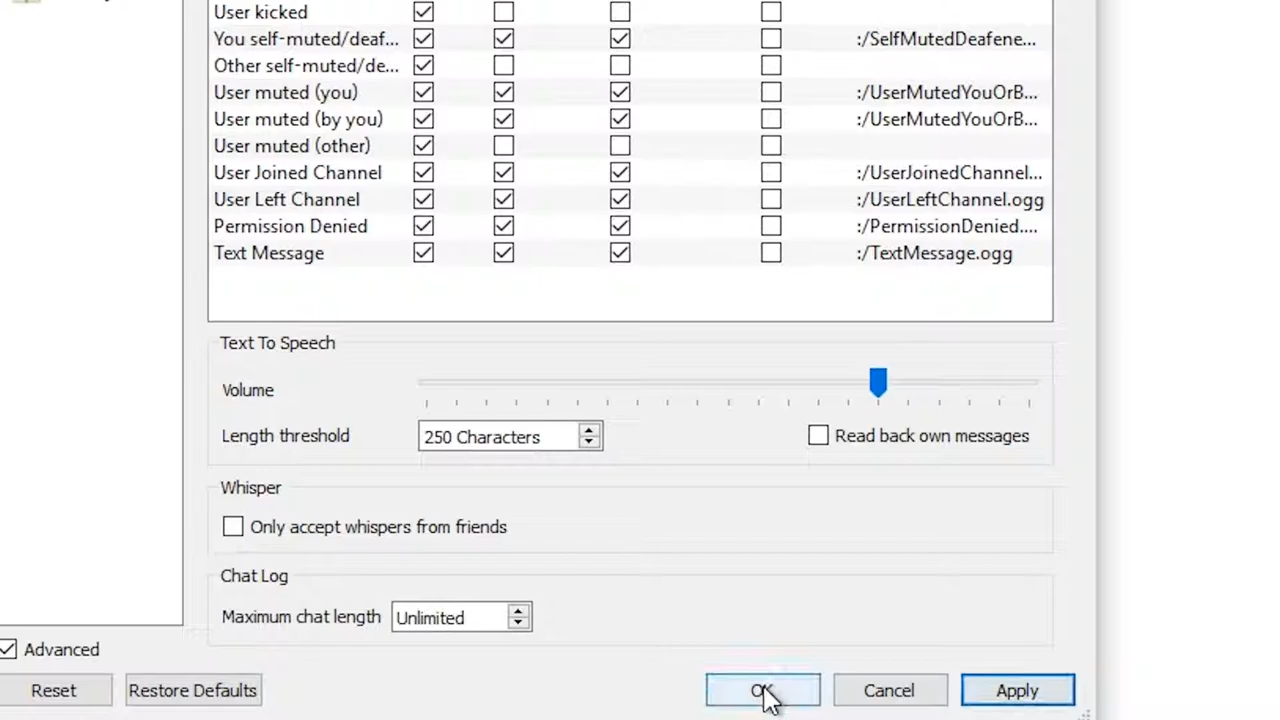 User kicked
You self-muted/deaf... :/SelfMutedDeafene...
Other self-muted/de...
User muted (you) :/UserMutedYouOrB...
User muted (by you) :/UserMutedYouOrB...
User muted (other)
User Joined Channel :/UserJoinedChannel...
User Left Channel :/UserLeftChannel.ogg
Permission Denied :/PermissionDenied....
Text Message :/TextMessage.ogg
Text To Speech
Volume
Length threshold 250 Characters Read back own messages
Whisper
Only accept whispers from friends
Chat Log
Maximum chat length Unlimited
Advanced
Reset Restore Defaults OK Cancel Apply